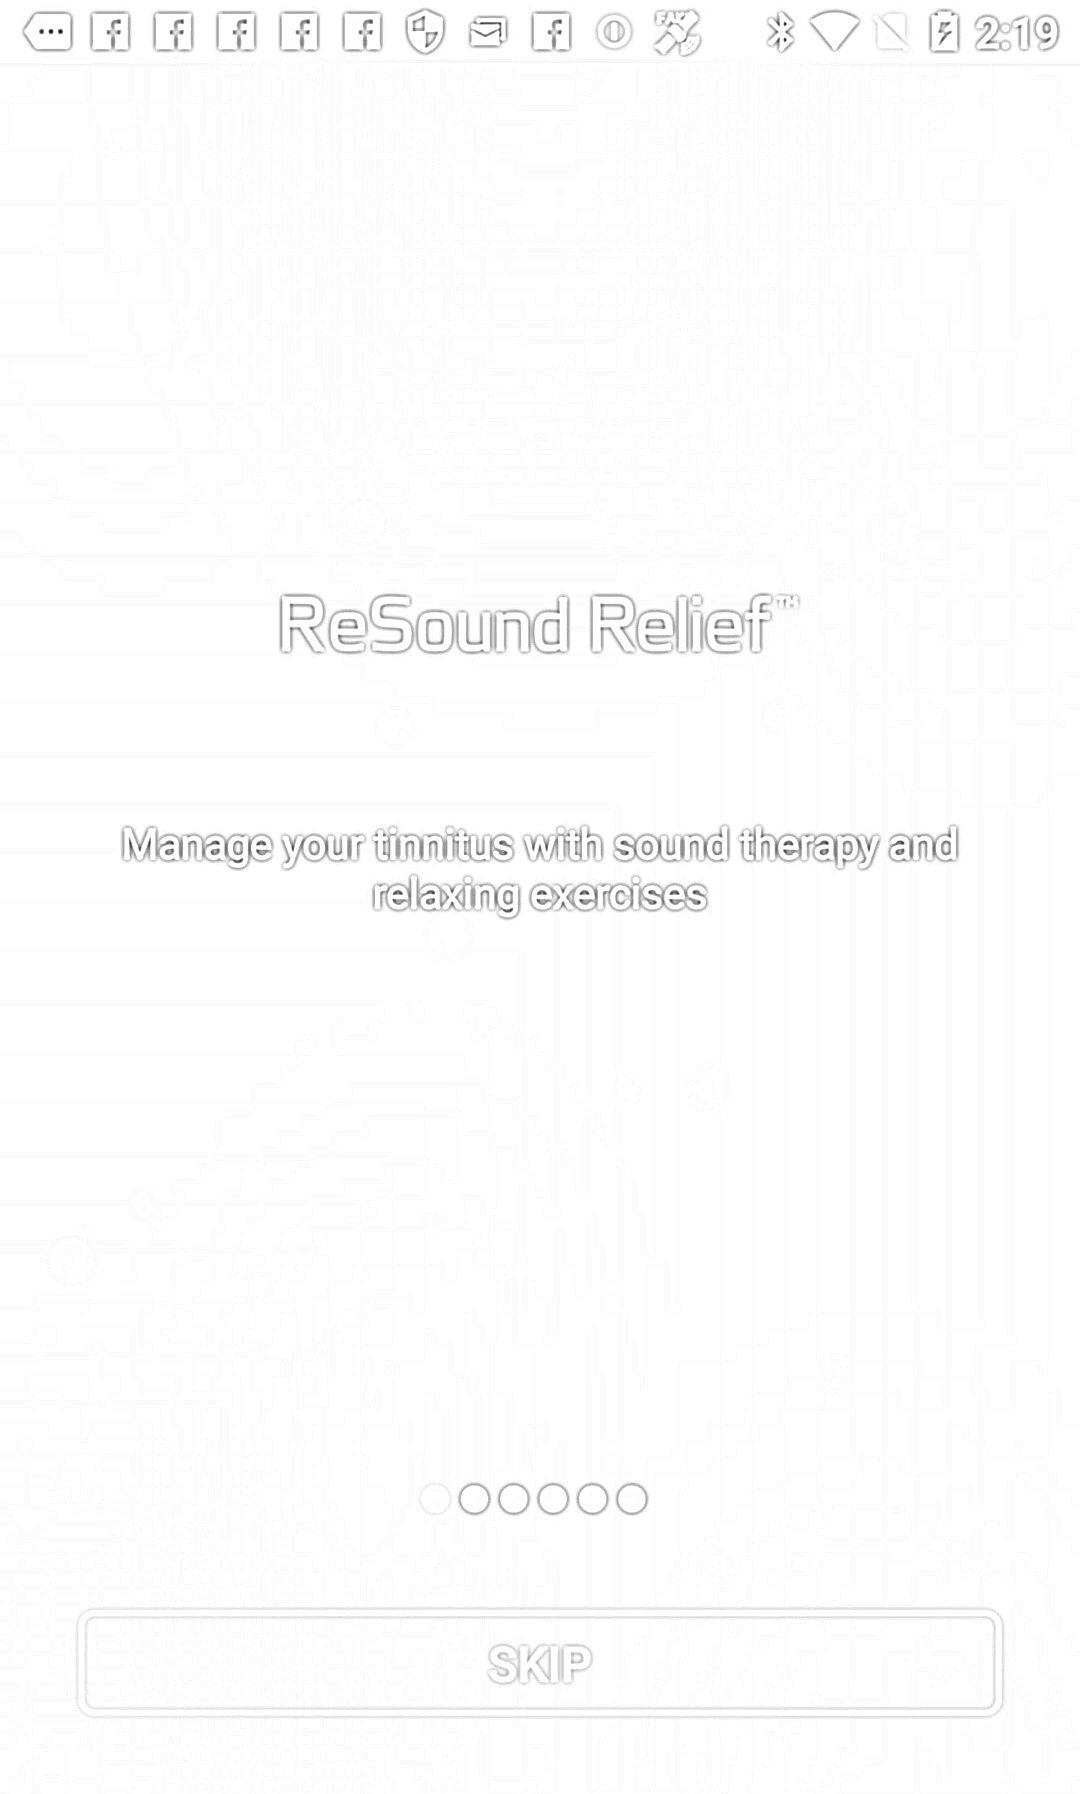 2:19
ReSound Relief™
Manage your tinnitus with sound therapy and
relaxing exercises
SKIP